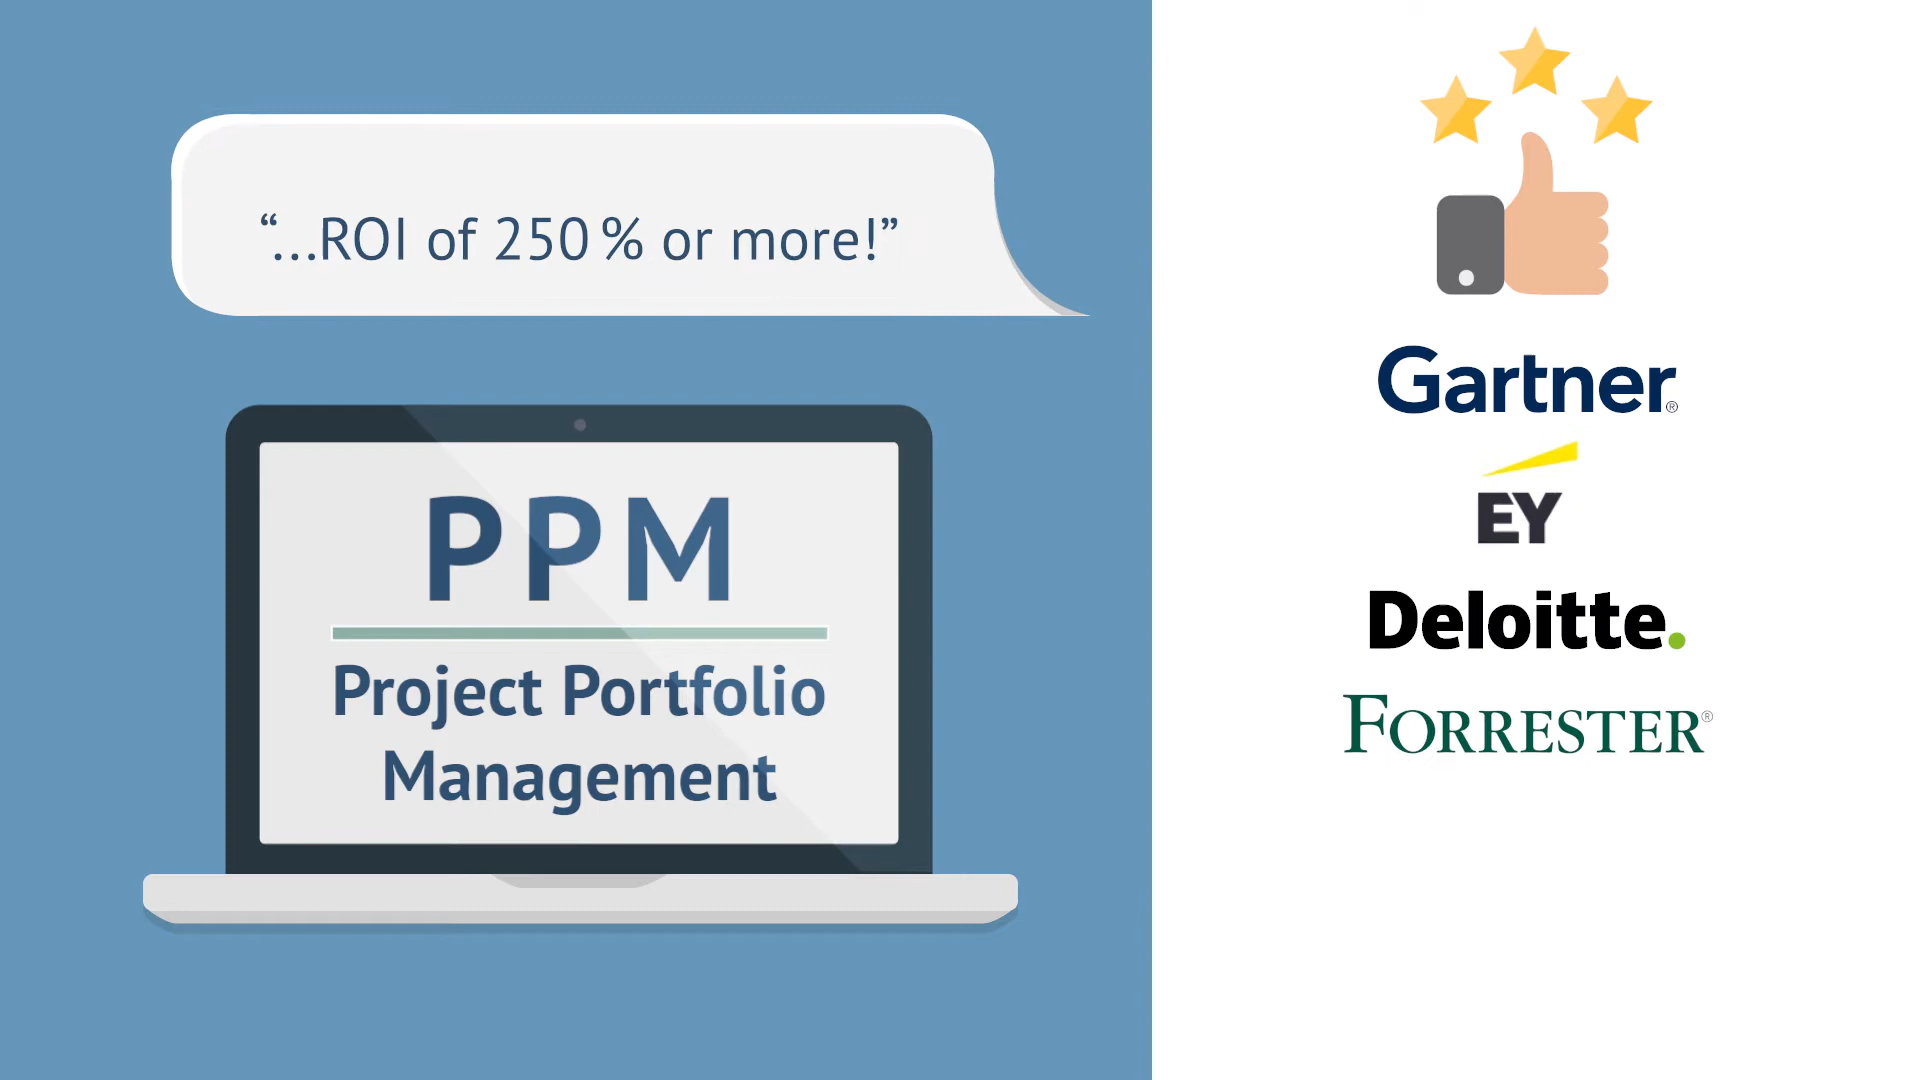 “...ROI of 250 % or more!”
PPM
Project Portfolio
Management
Gartner®
EY
Deloitte.
FORRESTER®